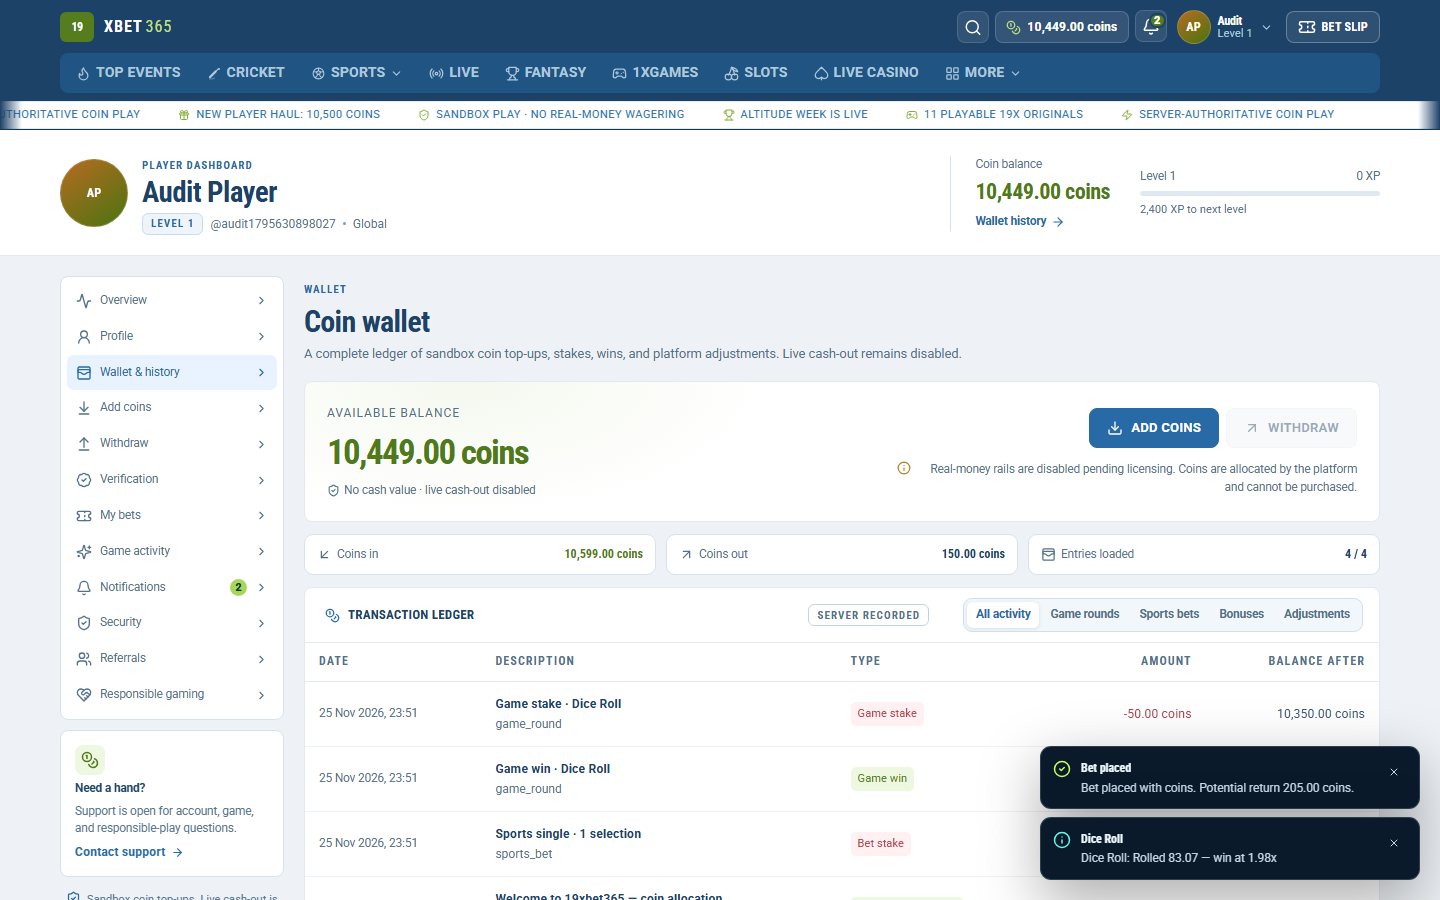 19 XBET 365
10,449.00 coins
2
AP
Audit
Level 1
BET SLIP
TOP EVENTS
CRICKET
SPORTS
LIVE
FANTASY
1XGAMES
SLOTS
LIVE CASINO
MORE
THORITATIVE COIN PLAY
NEW PLAYER HAUL: 10,500 COINS
SANDBOX PLAY · NO REAL-MONEY WAGERING
ALTITUDE WEEK IS LIVE
11 PLAYABLE 19X ORIGINALS
SERVER-AUTHORITATIVE COIN PLAY
AP
PLAYER DASHBOARD
Audit Player
LEVEL 1 @audit1795630898027 • Global
Coin balance
10,449.00 coins
Wallet history
Level 1 0 XP
2,400 XP to next level
Overview
Profile
Wallet & history
Add coins
Withdraw
Verification
My bets
Game activity
Notifications 2
Security
Referrals
Responsible gaming
Need a hand?
Support is open for account, game,
and responsible-play questions.
Contact support
Sandbox coin top-ups. Live cash-out is
WALLET
Coin wallet
A complete ledger of sandbox coin top-ups, stakes, wins, and platform adjustments. Live cash-out remains disabled.
AVAILABLE BALANCE
10,449.00 coins
No cash value · live cash-out disabled
ADD COINS
WITHDRAW
Real-money rails are disabled pending licensing. Coins are allocated by the platform
and cannot be purchased.
Coins in 10,599.00 coins
Coins out 150.00 coins
Entries loaded 4 / 4
TRANSACTION LEDGER
SERVER RECORDED
All activity
Game rounds
Sports bets
Bonuses
Adjustments
DATE DESCRIPTION TYPE AMOUNT BALANCE AFTER
25 Nov 2026, 23:51 Game stake · Dice Roll Game stake -50.00 coins 10,350.00 coins
game_round
25 Nov 2026, 23:51 Game win · Dice Roll Game win
game_round
25 Nov 2026, 23:51 Sports single · 1 selection Bet stake
sports_bet
Welcome to 19xbet365 — coin allocation
Bet placed
Bet placed with coins. Potential return 205.00 coins.
Dice Roll
Dice Roll: Rolled 83.07 — win at 1.98x